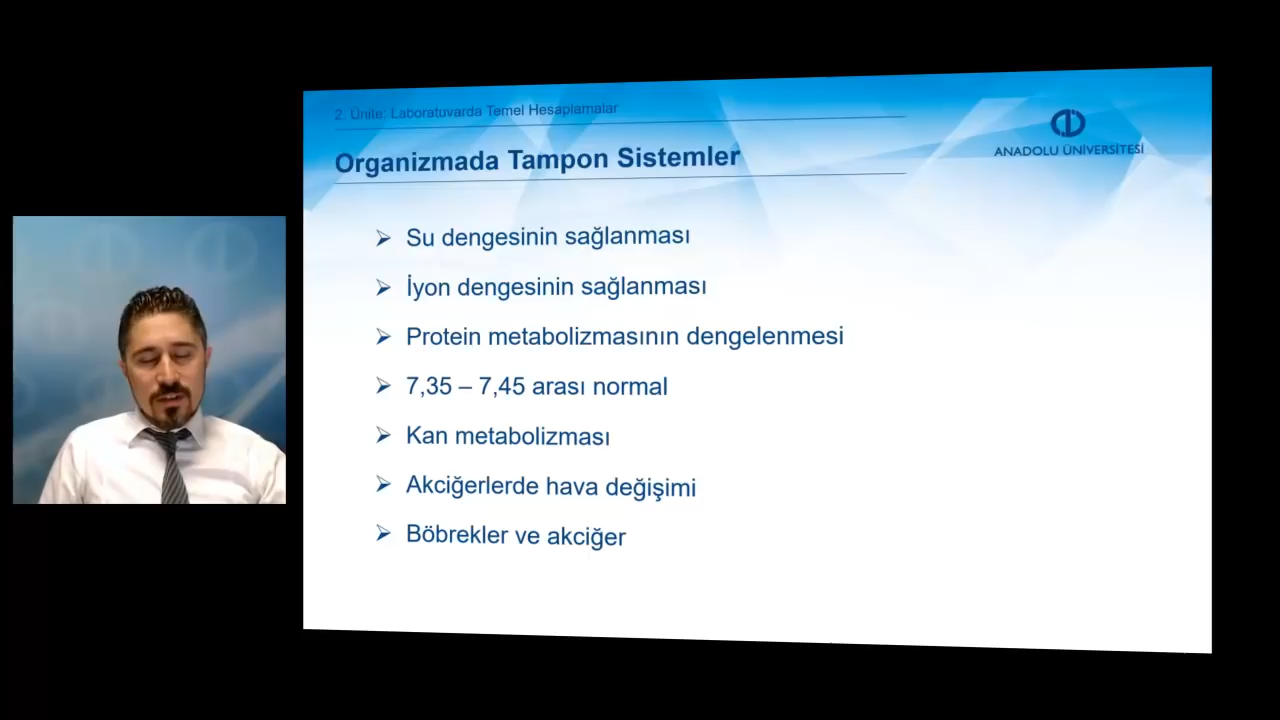 2. Ünite: Laboratuvarda Temel Hesaplamalar
Organizmada Tampon Sistemler
ANADOLU ÜNİVERSİTESİ
Su dengesinin sağlanması
İyon dengesinin sağlanması
Protein metabolizmasının dengelenmesi
7,35 – 7,45 arası normal
Kan metabolizması
Akciğerlerde hava değişimi
Böbrekler ve akciğer